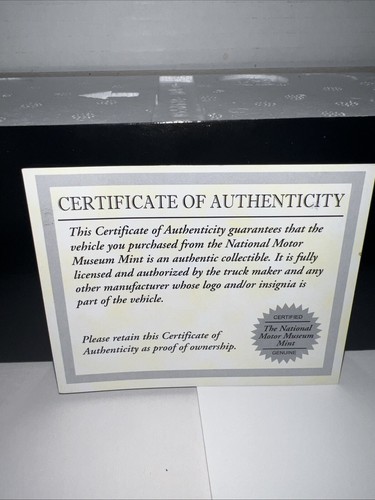 CERTIFICATE OF AUTHENTICITY
This Certificate of Authenticity guarantees that the
vehicle you purchased from the National Motor
Museum Mint is an authentic collectible. It is fully
licensed and authorized by the truck maker and any
other manufacturer whose logo and/or insignia is
part of the vehicle.
Please retain this Certificate of
Authenticity as proof of ownership.
CERTIFIED
The National
Motor Museum
Mint
GENUINE